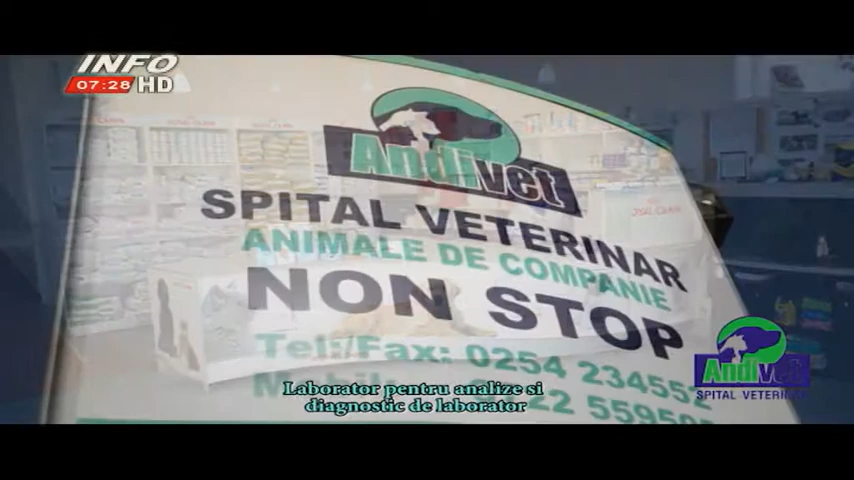 INFO
07:28 HD
AndiVet
SPITAL VETERINAR
ANIMALE DE COMPANIE
NON STOP
Tel:/Fax: 0254 234555
Laborator pentru analize si
diagnostic de laborator
AndiVet
SPITAL VETERINAR